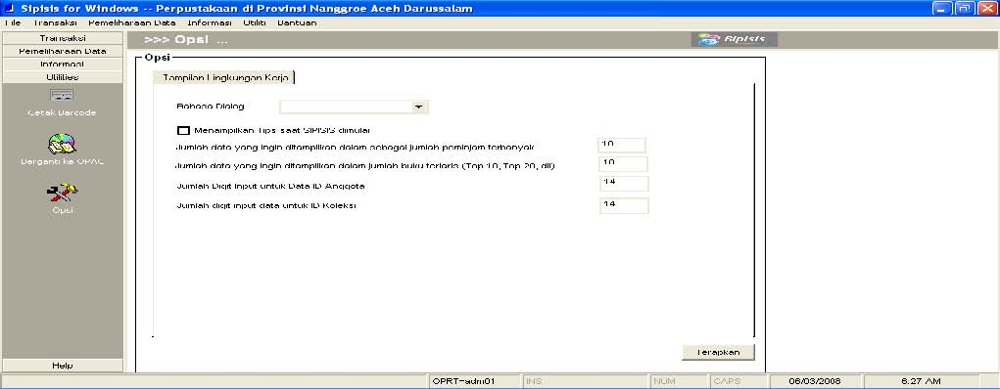 Sipisis for Windows -- Perpustakaan di Provinsi Nanggroe Aceh Darussalam
File Transaksi Pemeliharaan Data Informasi Utiliti Bantuan
Transaksi
Pemeliharaan Data
Informasi
Utilities
Cetak Barcode
Berganti ke OPAC
Opsi
Help
>>> Opsi ...
Sipisis
Opsi
Tampilan Lingkungan Kerja
Bahasa Dialog
Menampilkan Tips saat SIPISIS dimulai
Jumlah data yang ingin ditampilkan dalam sebagai jumlah peminjam terbanyak 10
Jumlah data yang ingin ditampilkan dalam jumlah buku terlaris (Top 10, Top 20, dll) 10
Jumlah Digit Input untuk Data ID Anggota 14
Jumlah digit input data untuk ID Koleksi 14
Terapkan
OPRT=adm01 INS NUM CAPS 06/03/2008 6:27 AM